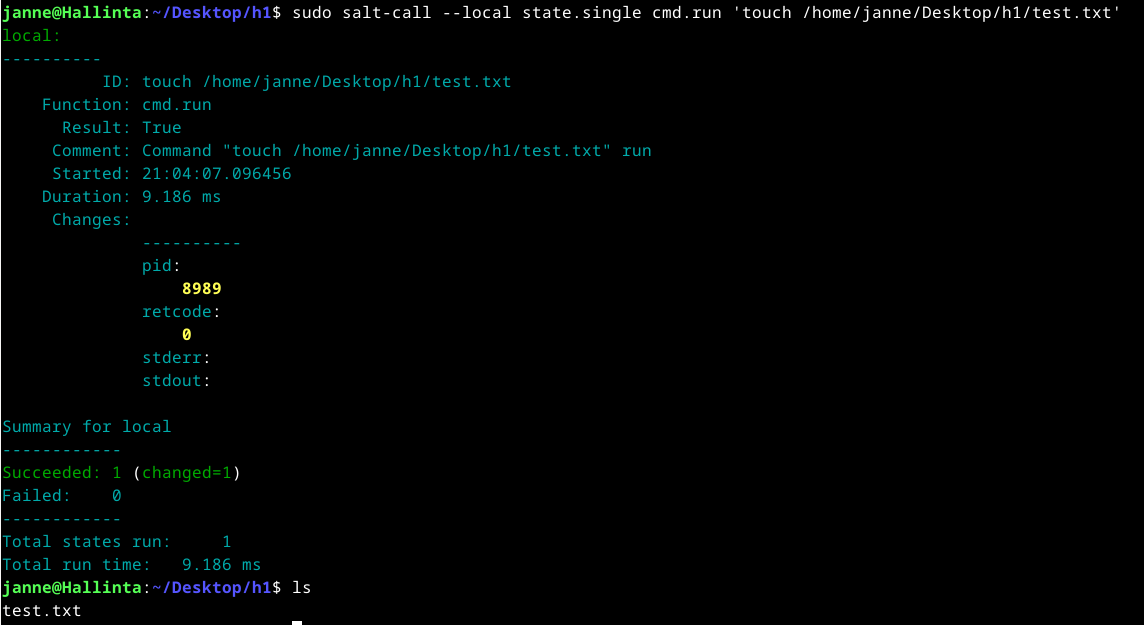 janne@Hallinta:~/Desktop/h1$ sudo salt-call --local state.single cmd.run 'touch /home/janne/Desktop/h1/test.txt'
local:
----------
          ID: touch /home/janne/Desktop/h1/test.txt
    Function: cmd.run
      Result: True
     Comment: Command "touch /home/janne/Desktop/h1/test.txt" run
     Started: 21:04:07.096456
    Duration: 9.186 ms
     Changes:
              ----------
              pid:
                  8989
              retcode:
                  0
              stderr:
              stdout:

Summary for local
------------
Succeeded: 1 (changed=1)
Failed:    0
------------
Total states run:     1
Total run time:   9.186 ms
janne@Hallinta:~/Desktop/h1$ ls
test.txt